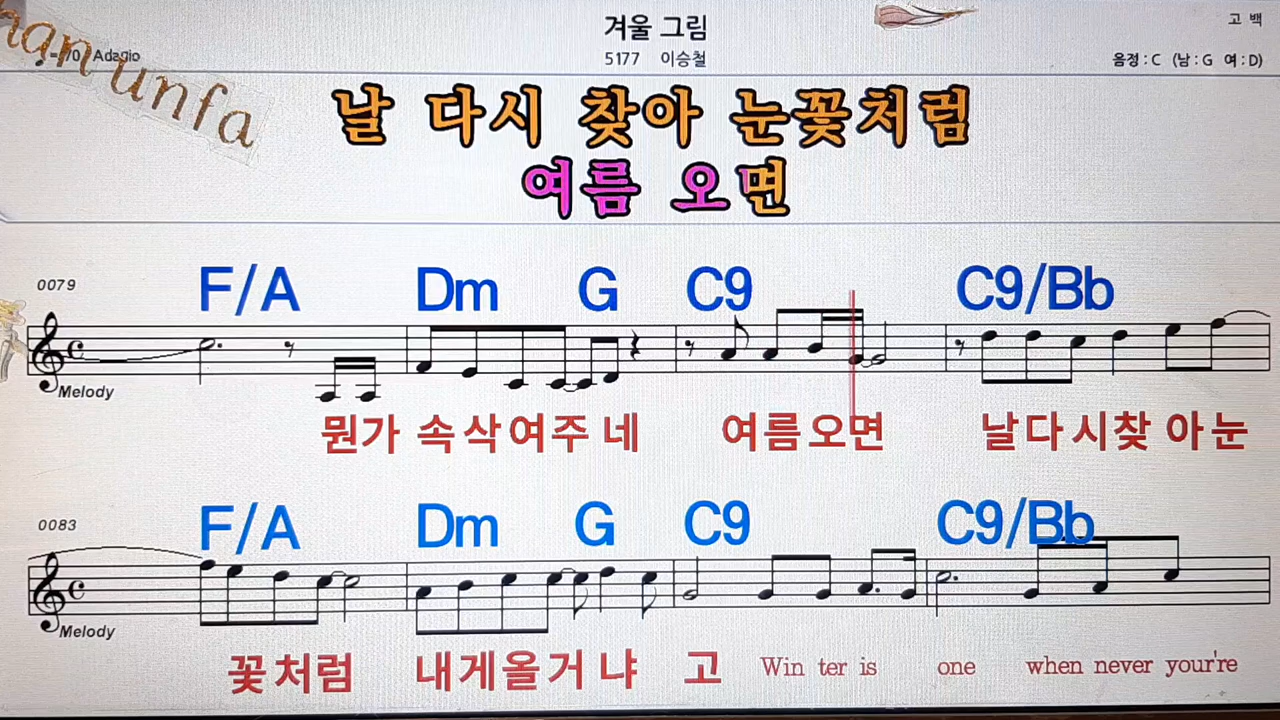 겨울 그림
고 백
han unfa
Adagio
5177 이승철
음정 : C (남 : G 여 : D)
날 다시 찾아 눈꽃처럼
여름 오면
0079
F/A Dm G C9 C9/Bb
Melody
뭔가 속삭여주네 여름오면 날다시찾아눈
0083
F/A Dm G C9 C9/Bb
Melody
꽃처럼 내게올거냐고 Win ter is one when never your're